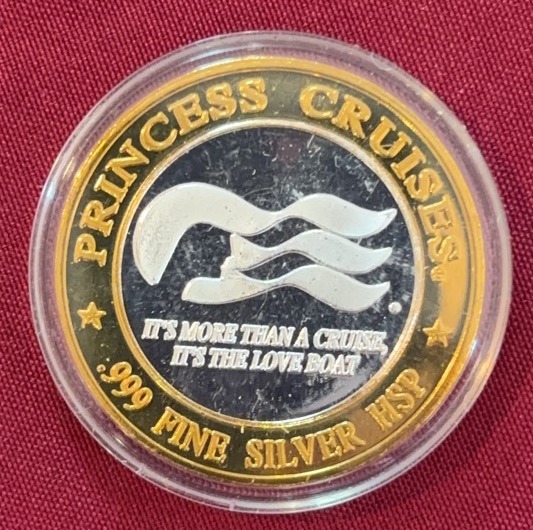 PRINCESS CRUISES®
IT'S MORE THAN A CRUISE,
IT'S THE LOVE BOAT
.999 FINE SILVER HSP